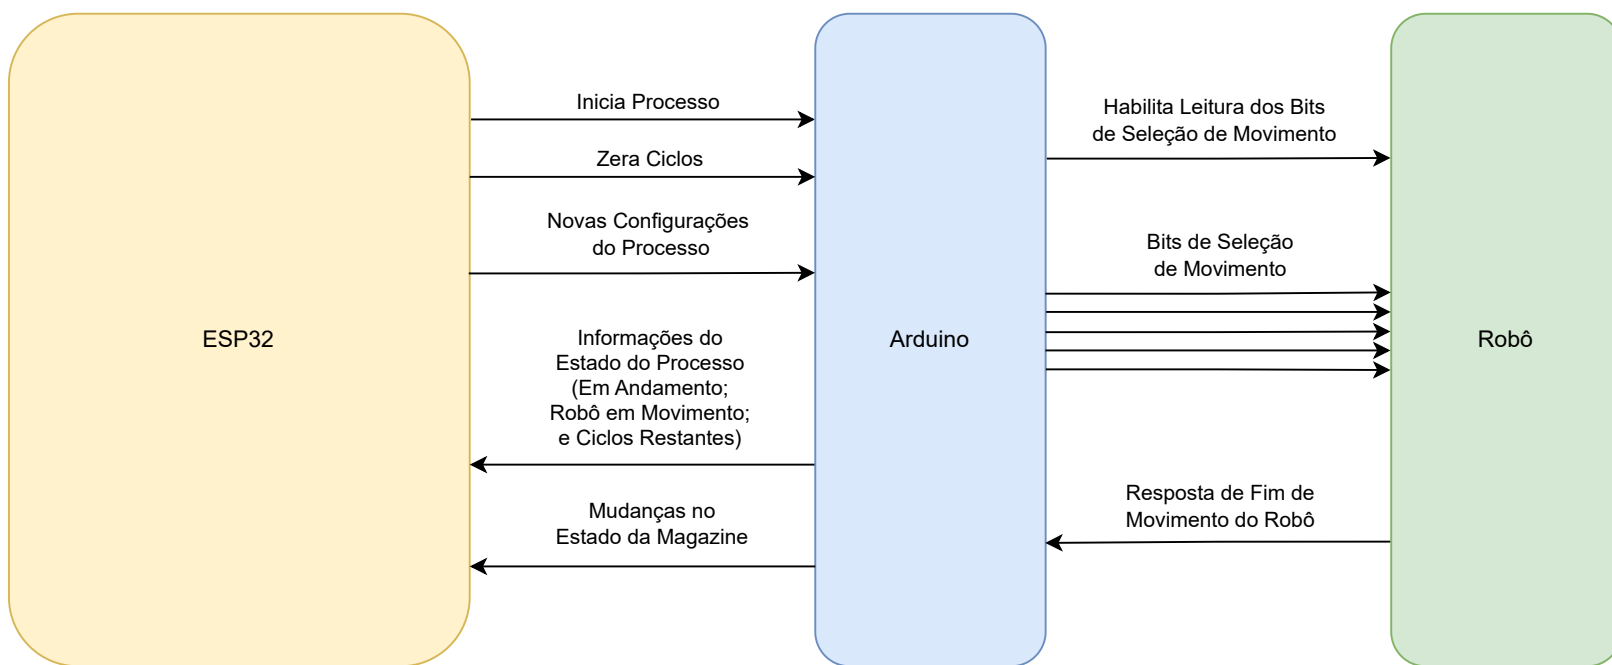 Inicia Processo
Zera Ciclos
Novas Configurações
do Processo
ESP32
Informações do
Estado do Processo
(Em Andamento;
Robô em Movimento;
e Ciclos Restantes)
Mudanças no
Estado da Magazine
Arduino
Habilita Leitura dos Bits
de Seleção de Movimento
Bits de Seleção
de Movimento
Resposta de Fim de
Movimento do Robô
Robô